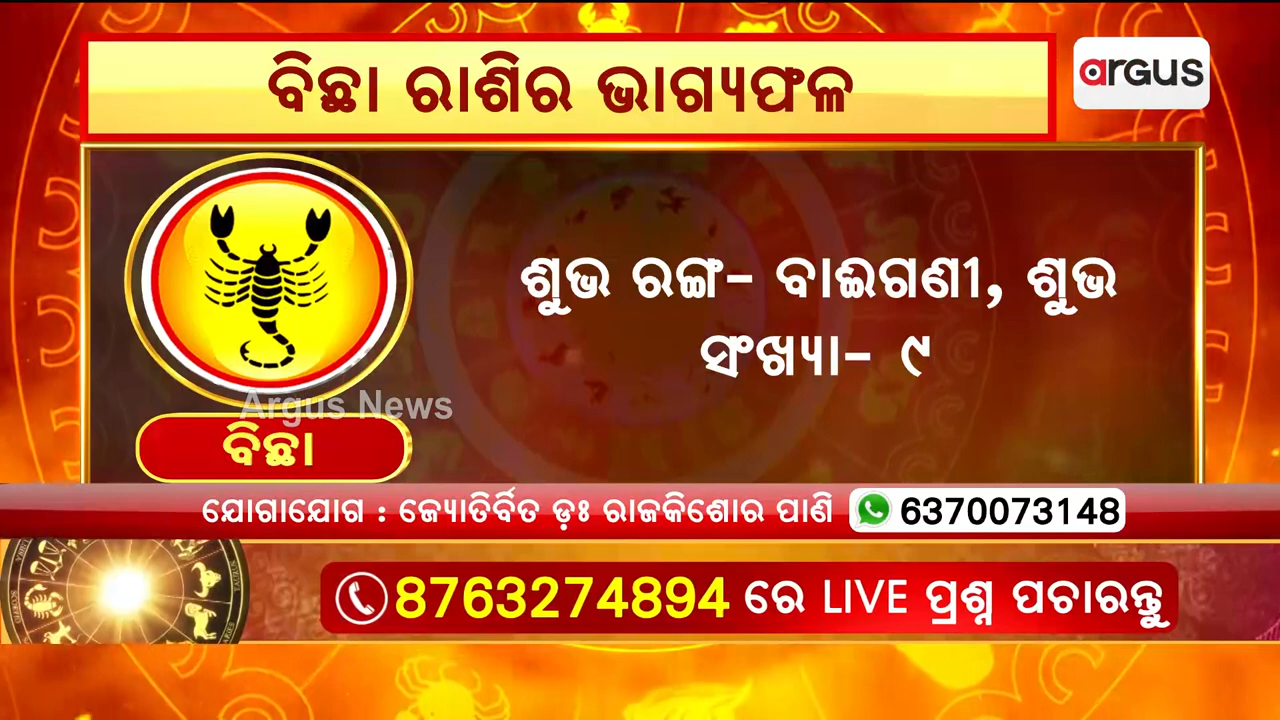 ବିଛା ରାଶିର ଭାଗ୍ୟଫଳ
argus
ଶୁଭ ରଙ୍ଗ- ବାଇଗଣୀ, ଶୁଭ
ସଂଖ୍ୟା- ୯
Argus News
ବିଛା
ଯୋଗାଯୋଗ : ଜ୍ୟୋତିର୍ବିତ ଡ଼ଃ ରାଜକିଶୋର ପାଣି 6370073148
8763274894 ରେ LIVE ପ୍ରଶ୍ନ ପଚାରନ୍ତୁ